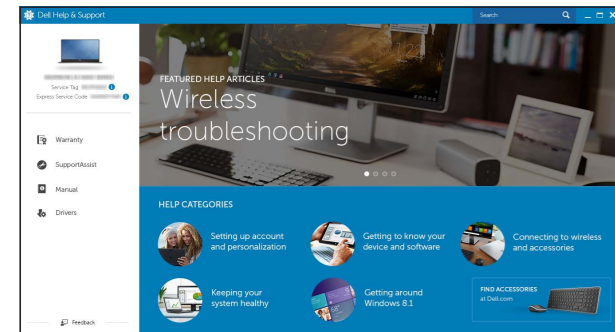 Dell Help & Support
Search
Service Tag
Express Service Code
Warranty
SupportAssist
Manual
Drivers
Feedback
FEATURED HELP ARTICLES
Wireless
troubleshooting
HELP CATEGORIES
Setting up account
and personalization
Getting to know your
device and software
Connecting to wireless
and accessories
Keeping your
system healthy
Getting around
Windows 8.1
FIND ACCESSORIES
at Dell.com